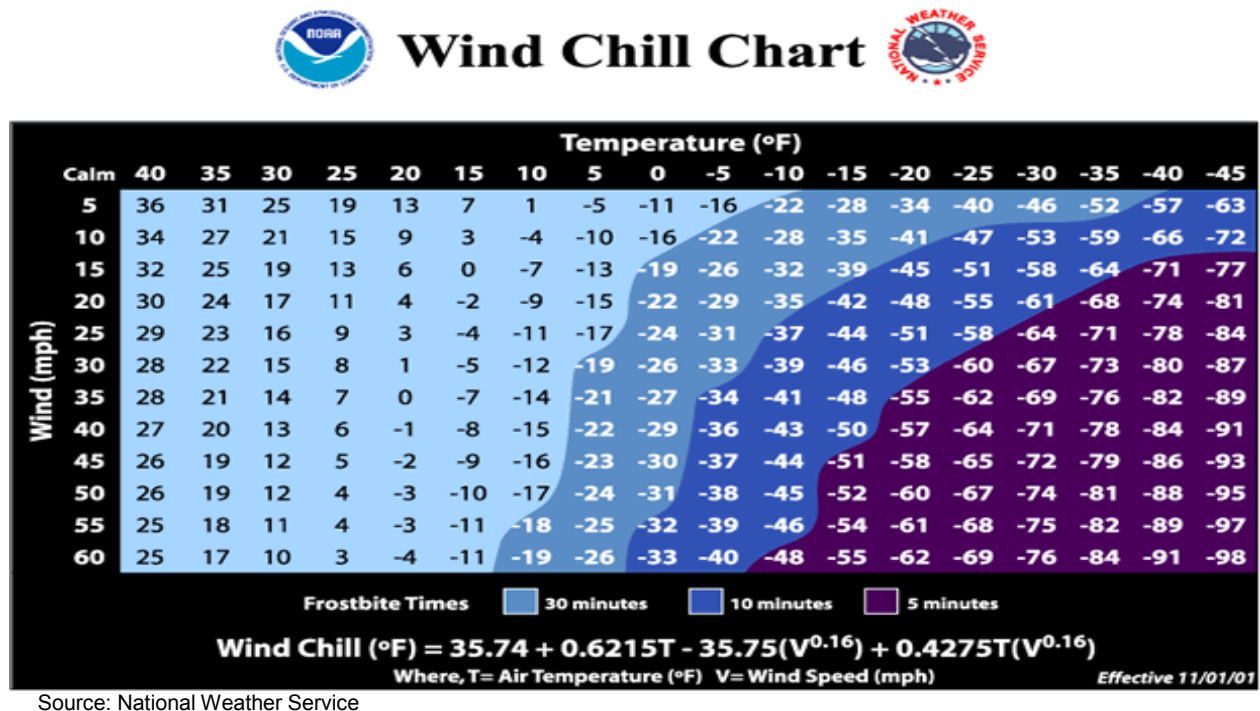 NOAA
Wind Chill Chart
NATIONAL WEATHER SERVICE
Temperature (ºF)
Calm 40 35 30 25 20 15 10 5 0 -5 -10 -15 -20 -25 -30 -35 -40 -45
Wind (mph)
5 36 31 25 19 13 7 1 -5 -11 -16 -22 -28 -34 -40 -46 -52 -57 -63
10 34 27 21 15 9 3 -4 -10 -16 -22 -28 -35 -41 -47 -53 -59 -66 -72
15 32 25 19 13 6 0 -7 -13 -19 -26 -32 -39 -45 -51 -58 -64 -71 -77
20 30 24 17 11 4 -2 -9 -15 -22 -29 -35 -42 -48 -55 -61 -68 -74 -81
25 29 23 16 9 3 -4 -11 -17 -24 -31 -37 -44 -51 -58 -64 -71 -78 -84
30 28 22 15 8 1 -5 -12 -19 -26 -33 -39 -46 -53 -60 -67 -73 -80 -87
35 28 21 14 7 0 -7 -14 -21 -27 -34 -41 -48 -55 -62 -69 -76 -82 -89
40 27 20 13 6 -1 -8 -15 -22 -29 -36 -43 -50 -57 -64 -71 -78 -84 -91
45 26 19 12 5 -2 -9 -16 -23 -30 -37 -44 -51 -58 -65 -72 -79 -86 -93
50 26 19 12 4 -3 -10 -17 -24 -31 -38 -45 -52 -60 -67 -74 -81 -88 -95
55 25 18 11 4 -3 -11 -18 -25 -32 -39 -46 -54 -61 -68 -75 -82 -89 -97
60 25 17 10 3 -4 -11 -19 -26 -33 -40 -48 -55 -62 -69 -76 -84 -91 -98
Frostbite Times 30 minutes 10 minutes 5 minutes
Wind Chill (ºF) = 35.74 + 0.6215T - 35.75(V^0.16) + 0.4275T(V^0.16)
Where, T= Air Temperature (ºF) V= Wind Speed (mph)
Effective 11/01/01
Source: National Weather Service